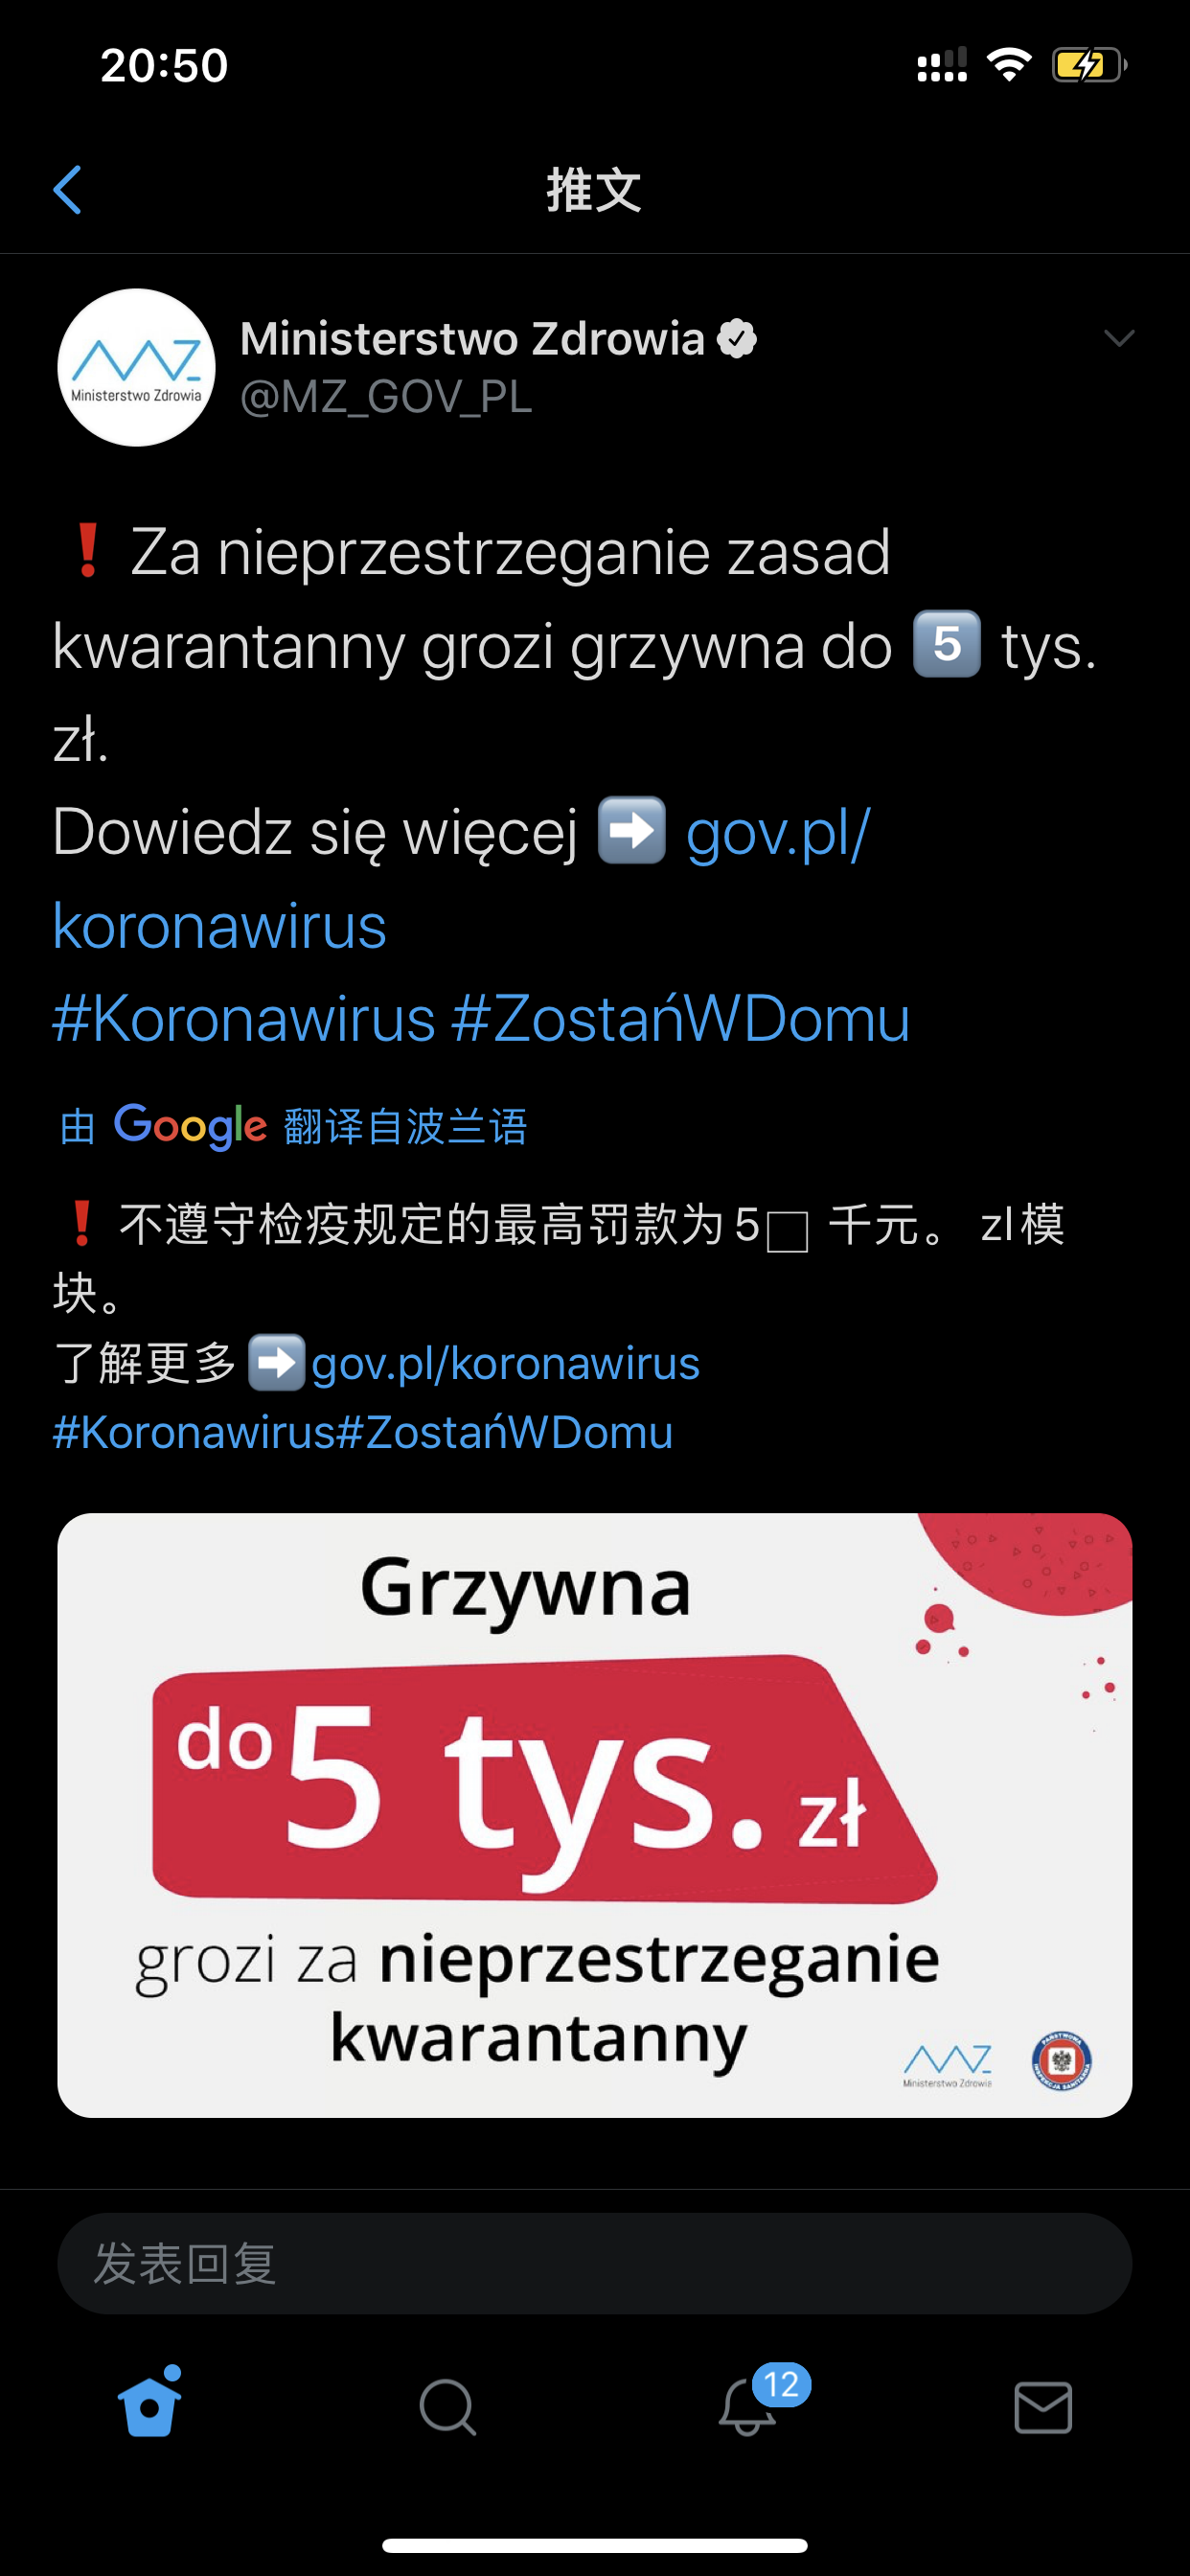 20:50
推文
Ministerstwo Zdrowia
@MZ_GOV_PL
Ministerstwo Zdrowia
❗ Za nieprzestrzeganie zasad
kwarantanny grozi grzywna do 5️⃣ tys.
zł.
Dowiedz się więcej ➡️ gov.pl/
koronawirus
#Koronawirus #ZostańWDomu
由 Google 翻译自波兰语
❗ 不遵守检疫规定的最高罚款为5□ 千元。 zl模
块。
了解更多 ➡️gov.pl/koronawirus
#Koronawirus#ZostańWDomu
Grzywna
do 5 tys. zł
grozi za nieprzestrzeganie
kwarantanny
Ministerstwo Zdrowia
PAŃSTWOWA INSPEKCJA SANITARNA
发表回复
12